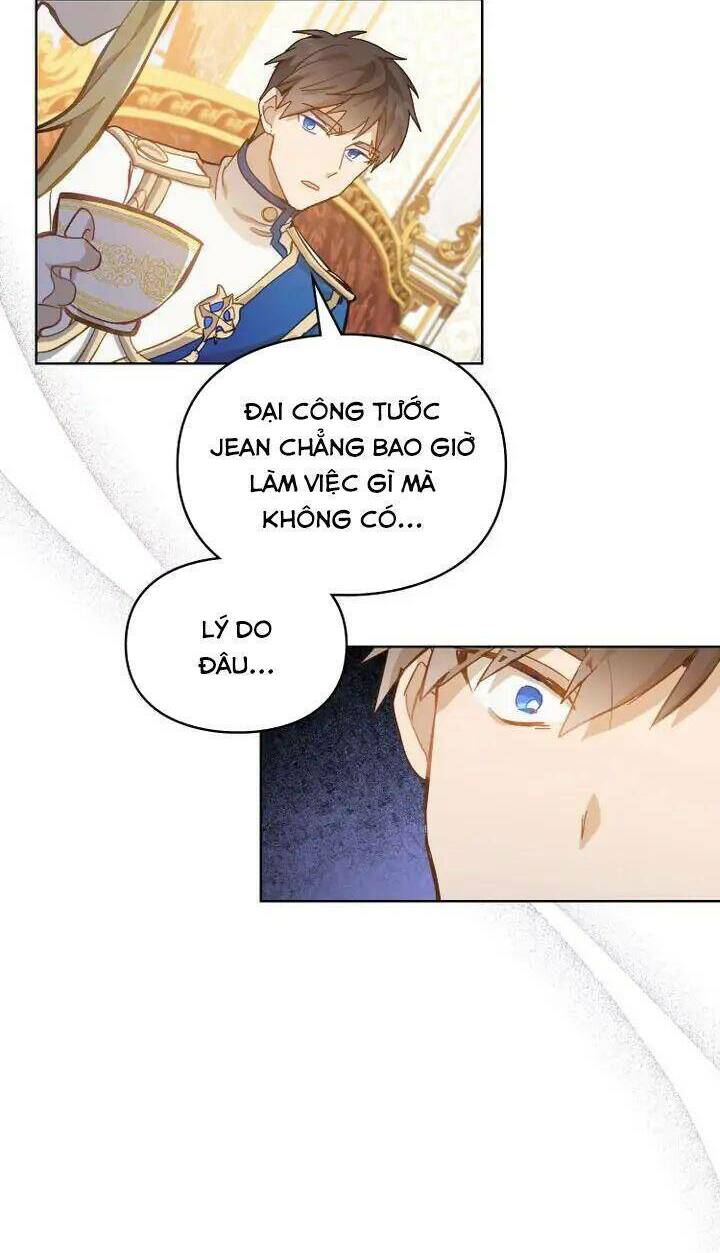 ĐẠI CÔNG TƯỚC
JEAN CHẲNG BAO GIỜ
LÀM VIỆC GÌ MÀ
KHÔNG CÓ...
LÝ DO
ĐÂU...